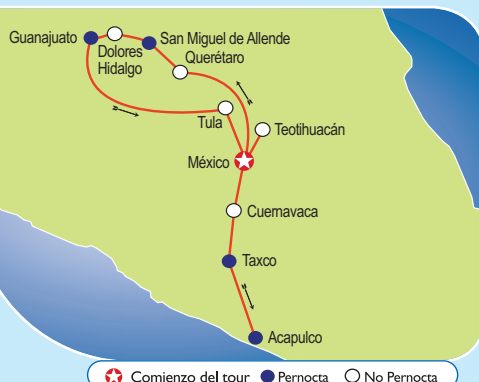 Guanajuato
Dolores
Hidalgo
San Miguel de Allende
Querétaro
Tula
Teotihuacán
México
Cuernavaca
Taxco
Acapulco
Comienzo del tour Pernocta No Pernocta